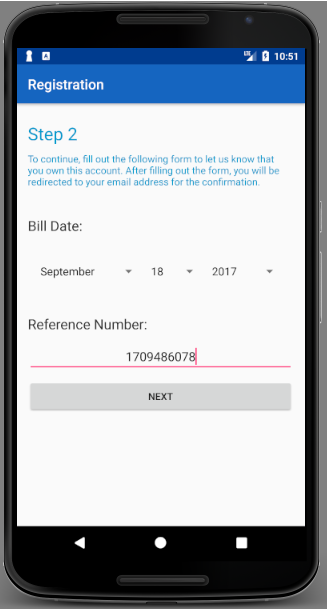 10:51
Registration
Step 2
To continue, fill out the following form to let us know that
you own this account. After filling out the form, you will be
redirected to your email address for the confirmation.
Bill Date:
September 18 2017
Reference Number:
1709486078
NEXT